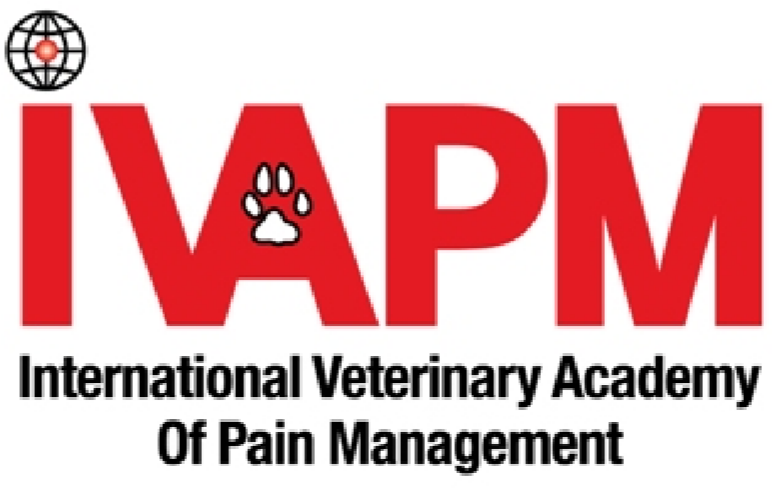 iVAPM
International Veterinary Academy
Of Pain Management